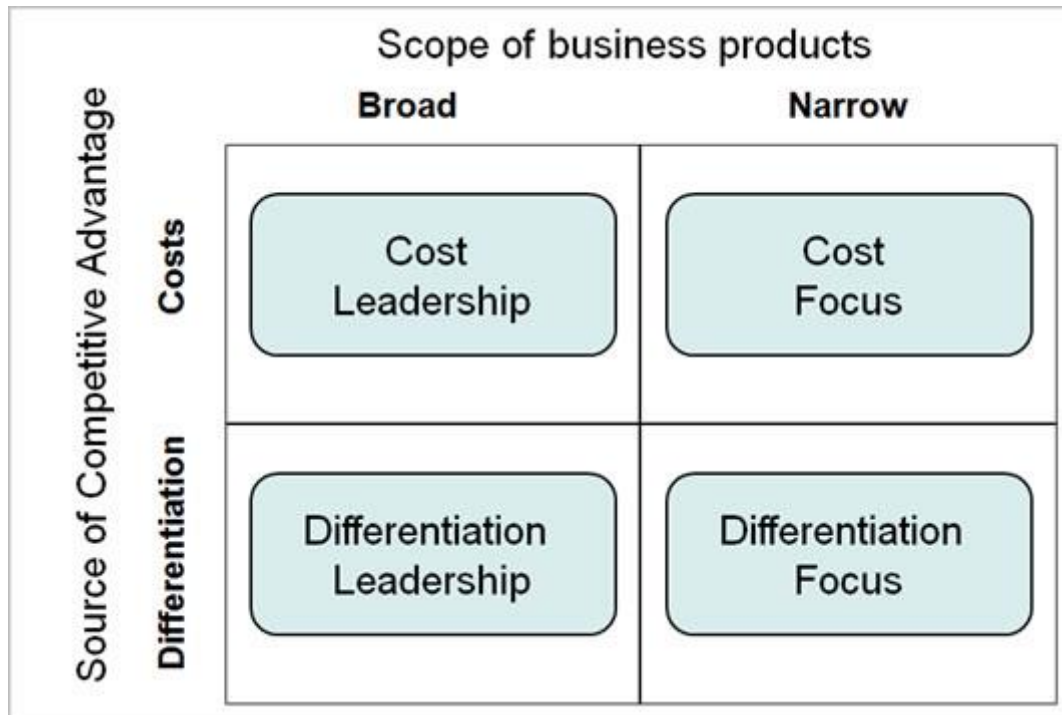 Scope of business products
Broad
Narrow
Source of Competitive Advantage
Costs
Cost
Leadership
Cost
Focus
Differentiation
Differentiation
Leadership
Differentiation
Focus